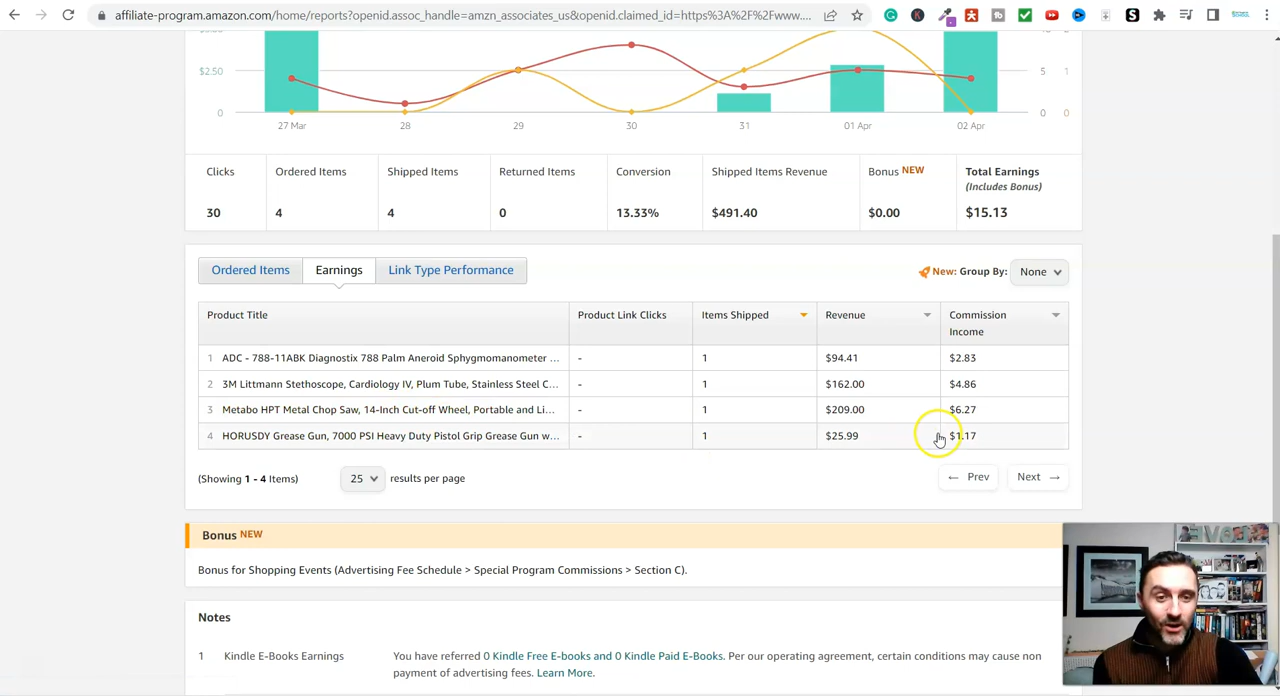 affiliate-program.amazon.com/home/reports?openid.assoc_handle=amzn_associates_us&openid.claimed_id=https%3A%2F%2Fwww....
$2.50 5 1
0 0 0
27 Mar 28 29 30 31 01 Apr 02 Apr
Clicks Ordered Items Shipped Items Returned Items Conversion Shipped Items Revenue Bonus NEW Total Earnings
(Includes Bonus)
30 4 4 0 13.33% $491.40 $0.00 $15.13
Ordered Items Earnings Link Type Performance New: Group By: None
Product Title Product Link Clicks Items Shipped Revenue Commission
Income
1 ADC - 788-11ABK Diagnostix 788 Palm Aneroid Sphygmomanometer ... - 1 $94.41 $2.83
2 3M Littmann Stethoscope, Cardiology IV, Plum Tube, Stainless Steel C... - 1 $162.00 $4.86
3 Metabo HPT Metal Chop Saw, 14-Inch Cut-off Wheel, Portable and Li... - 1 $209.00 $6.27
4 HORUSDY Grease Gun, 7000 PSI Heavy Duty Pistol Grip Grease Gun w... - 1 $25.99 $1.17
(Showing 1 - 4 Items) 25 results per page ← Prev Next →
Bonus NEW
Bonus for Shopping Events (Advertising Fee Schedule > Special Program Commissions > Section C).
Notes
1 Kindle E-Books Earnings You have referred 0 Kindle Free E-books and 0 Kindle Paid E-Books. Per our operating agreement, certain conditions may cause non
payment of advertising fees. Learn More.